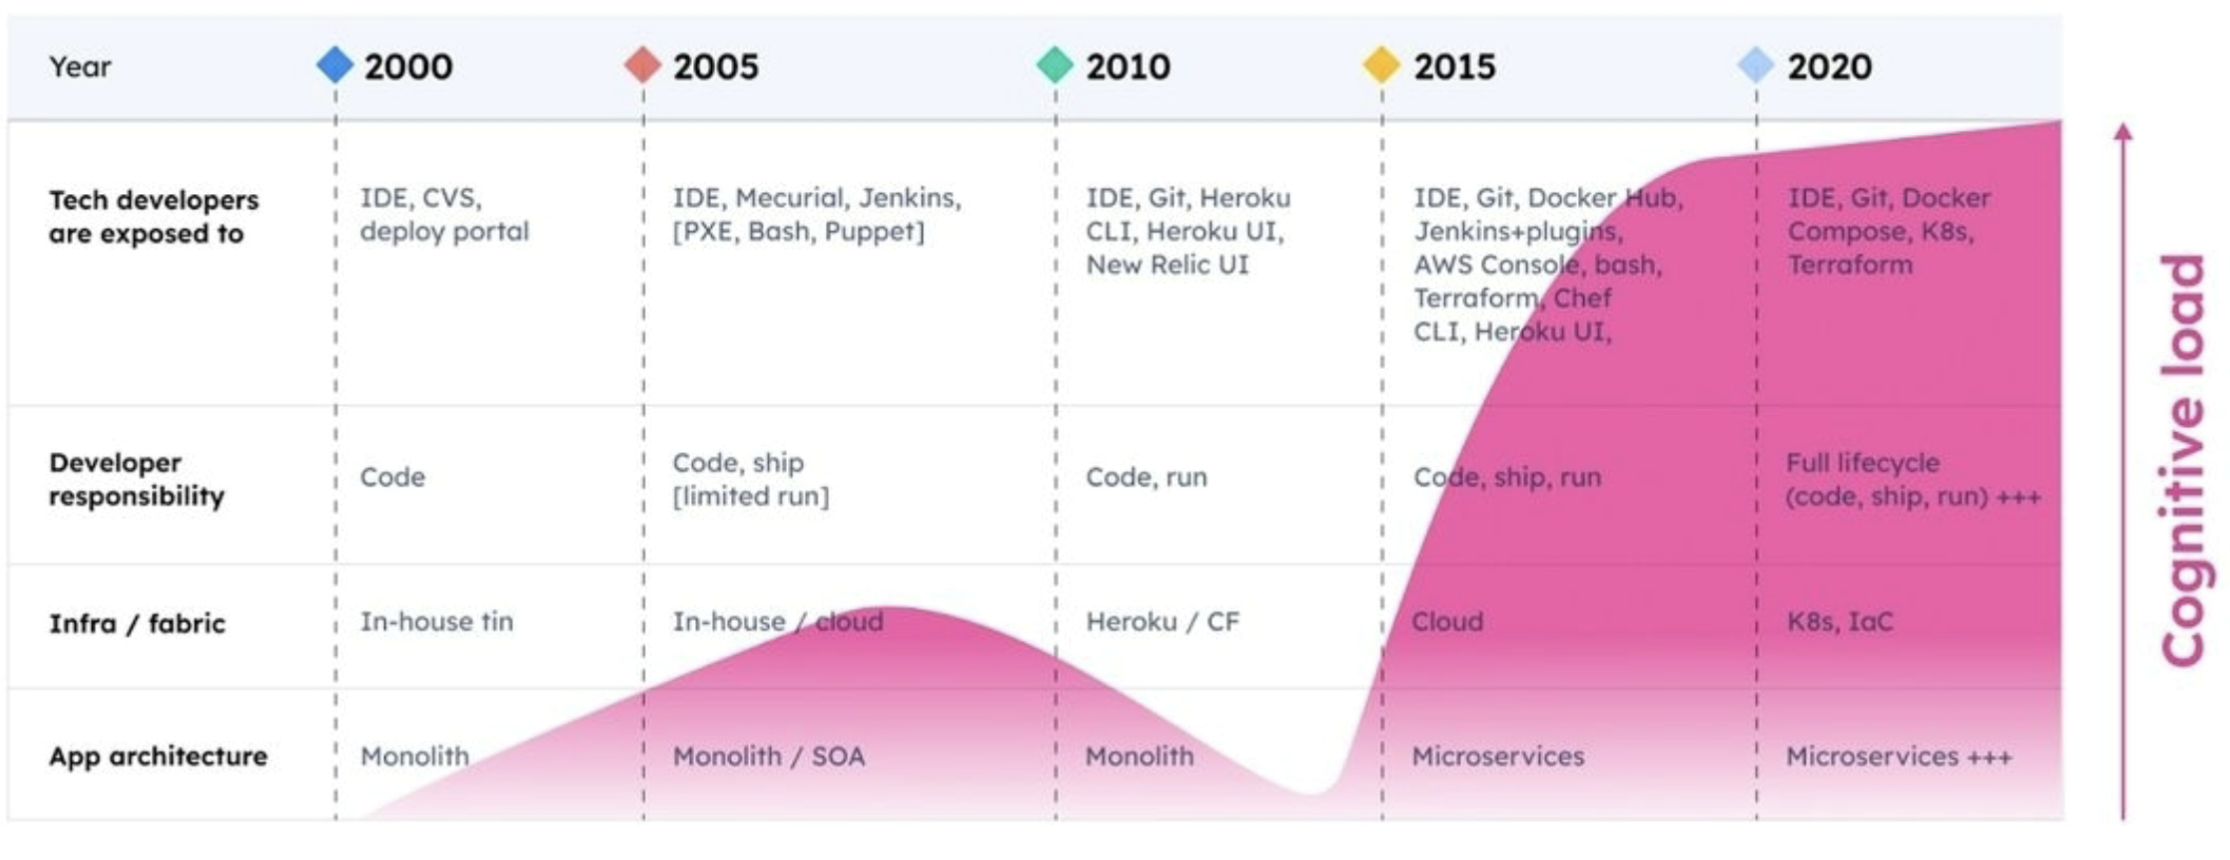 Year
2000
2005
2010
2015
2020
Tech developers
are exposed to
IDE, CVS,
deploy portal
IDE, Mecurial, Jenkins,
[PXE, Bash, Puppet]
IDE, Git, Heroku
CLI, Heroku UI,
New Relic UI
IDE, Git, Docker Hub,
Jenkins+plugins,
AWS Console, bash,
Terraform, Chef
CLI, Heroku UI,
IDE, Git, Docker
Compose, K8s,
Terraform
Developer
responsibility
Code
Code, ship
[limited run]
Code, run
Code, ship, run
Full lifecycle
(code, ship, run) +++
Infra / fabric
In-house tin
In-house / cloud
Heroku / CF
Cloud
K8s, IaC
App architecture
Monolith
Monolith / SOA
Monolith
Microservices
Microservices +++
Cognitive load